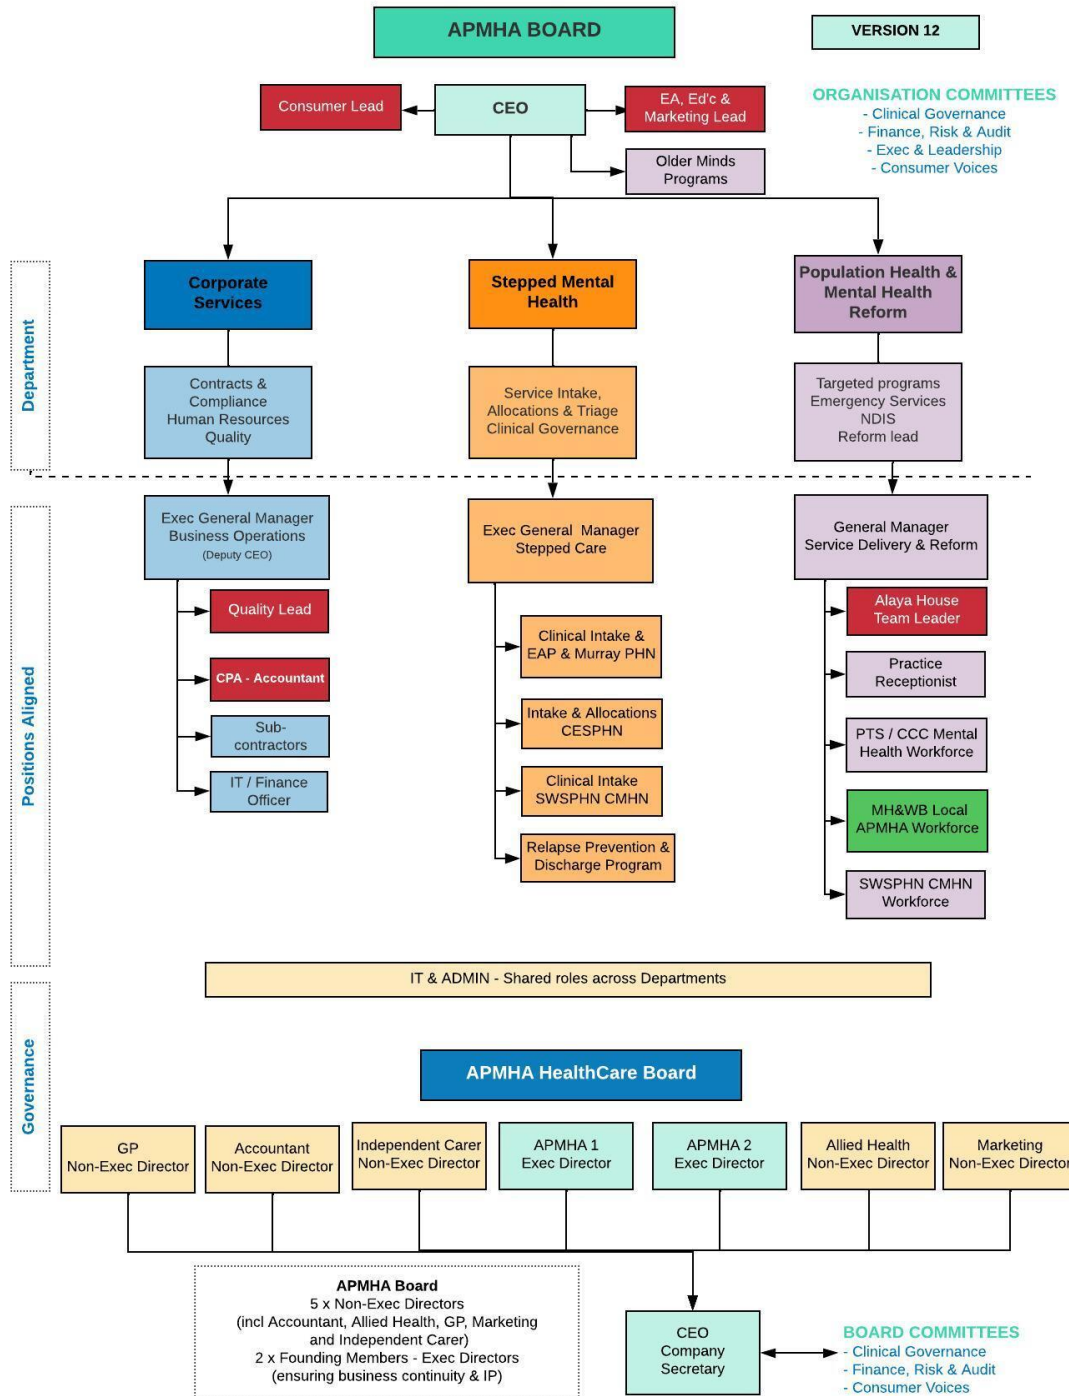 APMHA BOARD
VERSION 12
Consumer Lead
CEO
EA, Ed'c &
Marketing Lead
Older Minds
Programs
ORGANISATION COMMITTEES
- Clinical Governance
- Finance, Risk & Audit
- Exec & Leadership
- Consumer Voices
Department
Corporate
Services
Stepped Mental
Health
Population Health &
Mental Health
Reform
Contracts &
Compliance
Human Resources
Quality
Service Intake,
Allocations & Triage
Clinical Governance
Targeted programs
Emergency Services
NDIS
Reform lead
Positions Aligned
Exec General Manager
Business Operations
(Deputy CEO)
Quality Lead
CPA - Accountant
Sub-
contractors
IT / Finance
Officer
Exec General Manager
Stepped Care
Clinical Intake &
EAP & Murray PHN
Intake & Allocations
CESPHN
Clinical Intake
SWSPHN CMHN
Relapse Prevention &
Discharge Program
General Manager
Service Delivery & Reform
Alaya House
Team Leader
Practice
Receptionist
PTS / CCC Mental
Health Workforce
MH&WB Local
APMHA Workforce
SWSPHN CMHN
Workforce
IT & ADMIN - Shared roles across Departments
Governance
APMHA HealthCare Board
GP
Non-Exec Director
Accountant
Non-Exec Director
Independent Carer
Non-Exec Director
APMHA 1
Exec Director
APMHA 2
Exec Director
Allied Health
Non-Exec Director
Marketing
Non-Exec Director
APMHA Board
5 x Non-Exec Directors
(incl Accountant, Allied Health, GP, Marketing
and Independent Carer)
2 x Founding Members - Exec Directors
(ensuring business continuity & IP)
CEO
Company
Secretary
BOARD COMMITTEES
- Clinical Governance
- Finance, Risk & Audit
- Consumer Voices